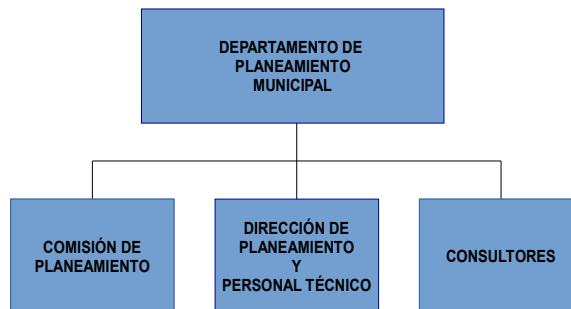 DEPARTAMENTO DE
PLANEAMIENTO
MUNICIPAL
COMISIÓN DE
PLANEAMIENTO
DIRECCIÓN DE
PLANEAMIENTO
Y
PERSONAL TÉCNICO
CONSULTORES